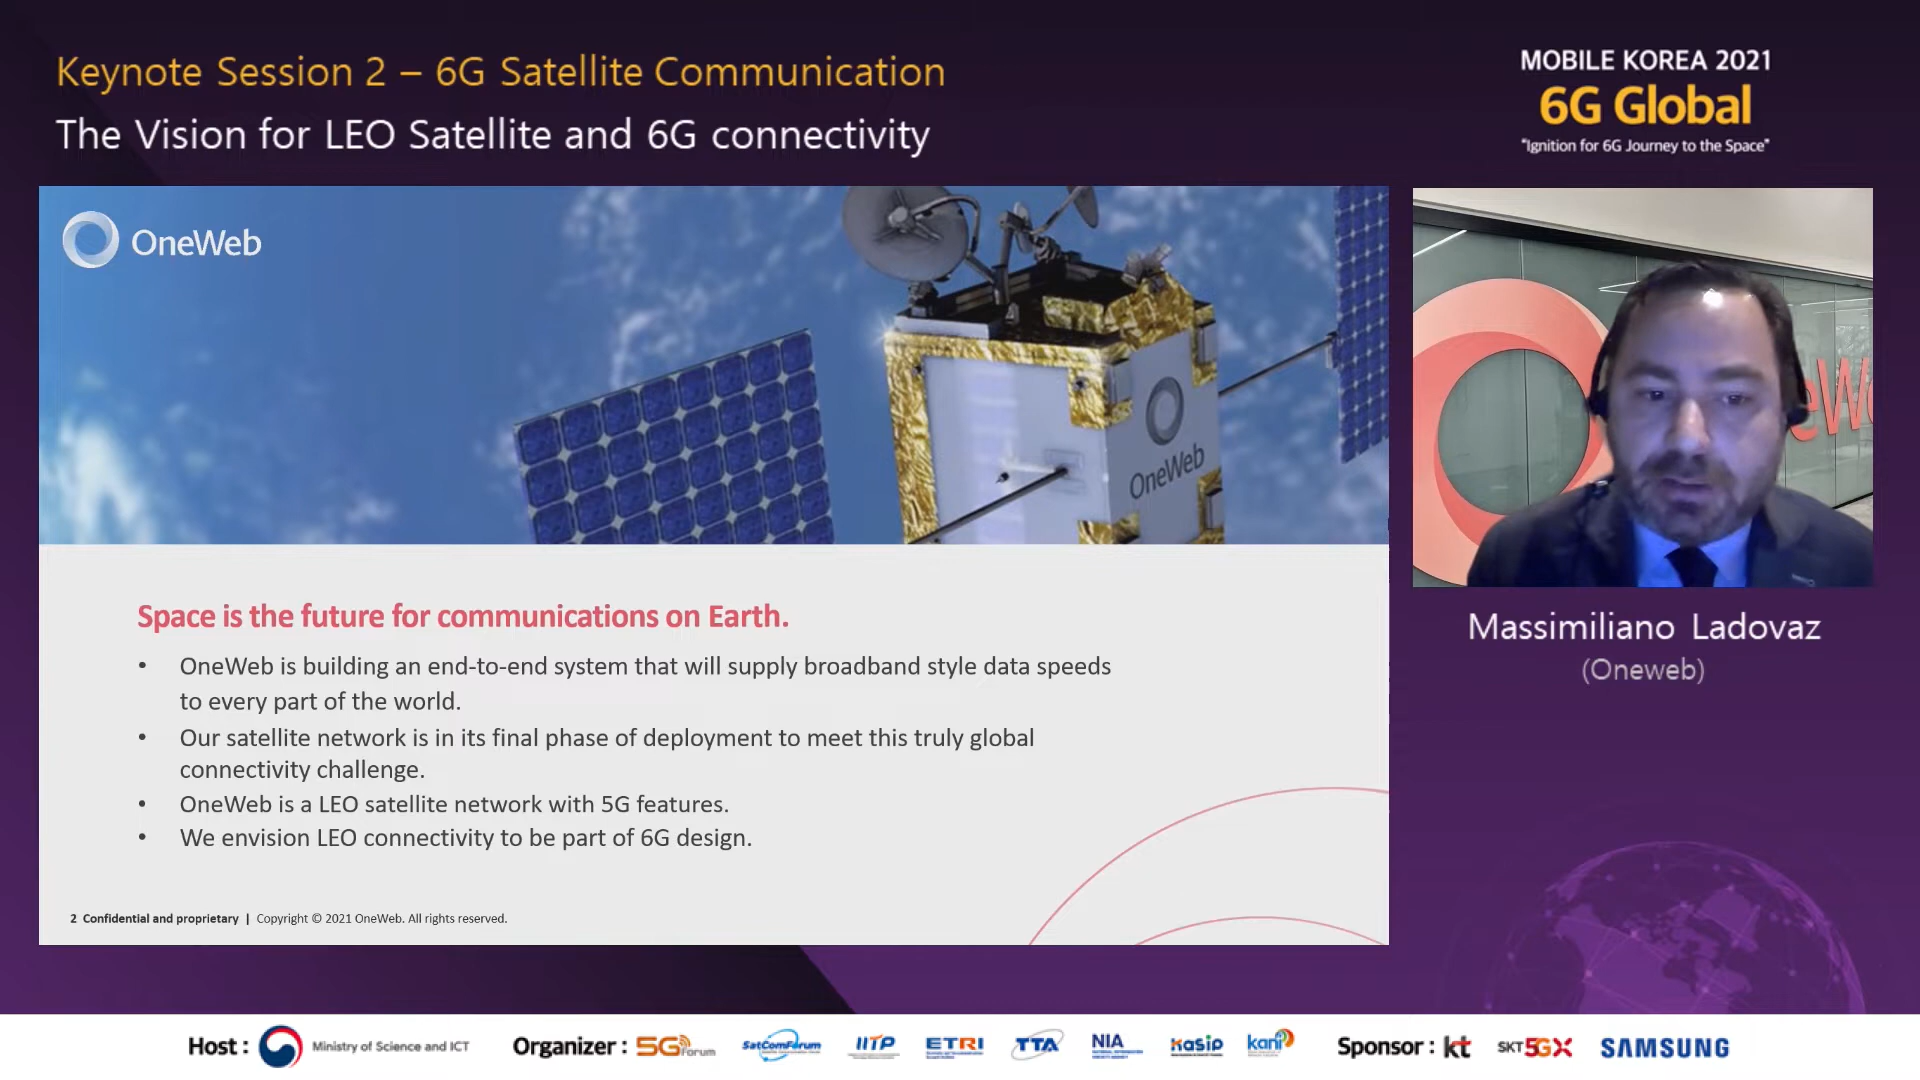 Keynote Session 2 – 6G Satellite Communication
The Vision for LEO Satellite and 6G connectivity
MOBILE KOREA 2021
6G Global
"Ignition for 6G Journey to the Space"
OneWeb
OneWeb
eWe
Space is the future for communications on Earth.
• OneWeb is building an end-to-end system that will supply broadband style data speeds
to every part of the world.
• Our satellite network is in its final phase of deployment to meet this truly global
connectivity challenge.
• OneWeb is a LEO satellite network with 5G features.
• We envision LEO connectivity to be part of 6G design.
2 Confidential and proprietary | Copyright © 2021 OneWeb. All rights reserved.
Massimiliano Ladovaz
(Oneweb)
Host : Ministry of Science and ICT Organizer : 5G forum SatComForum IITP ETRI TTA NIA kasip kani Sponsor : kt SKT 5GX SAMSUNG